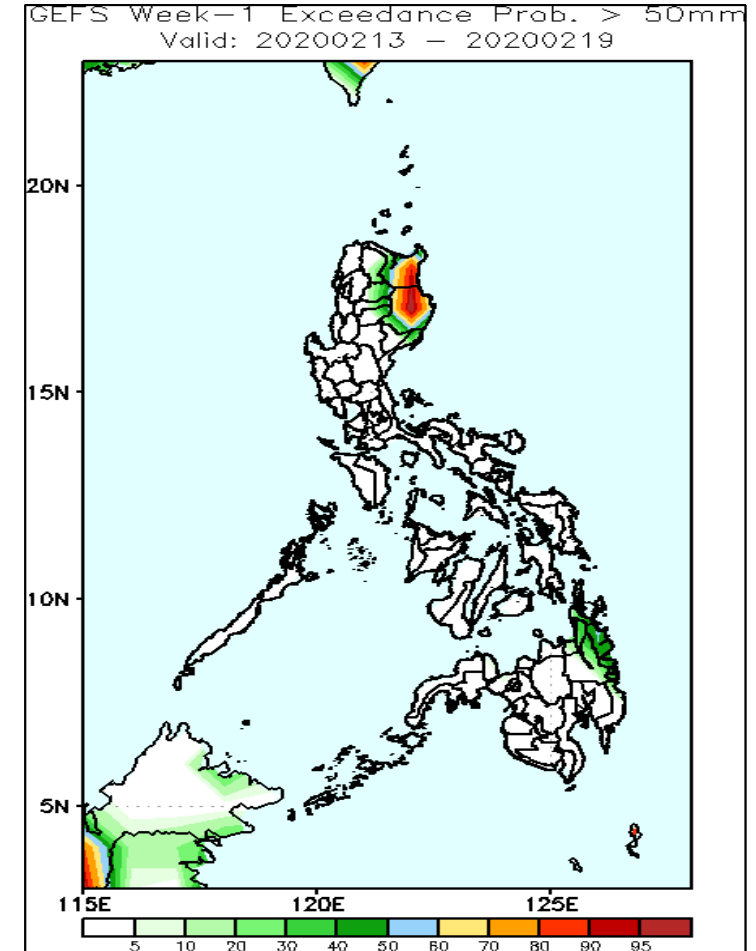 GEFS Week-1 Exceedance Prob. > 50mm
Valid: 20200213 - 20200219
20N
15N
10N
5N
115E 120E 125E
5 10 20 30 40 50 60 70 80 90 95